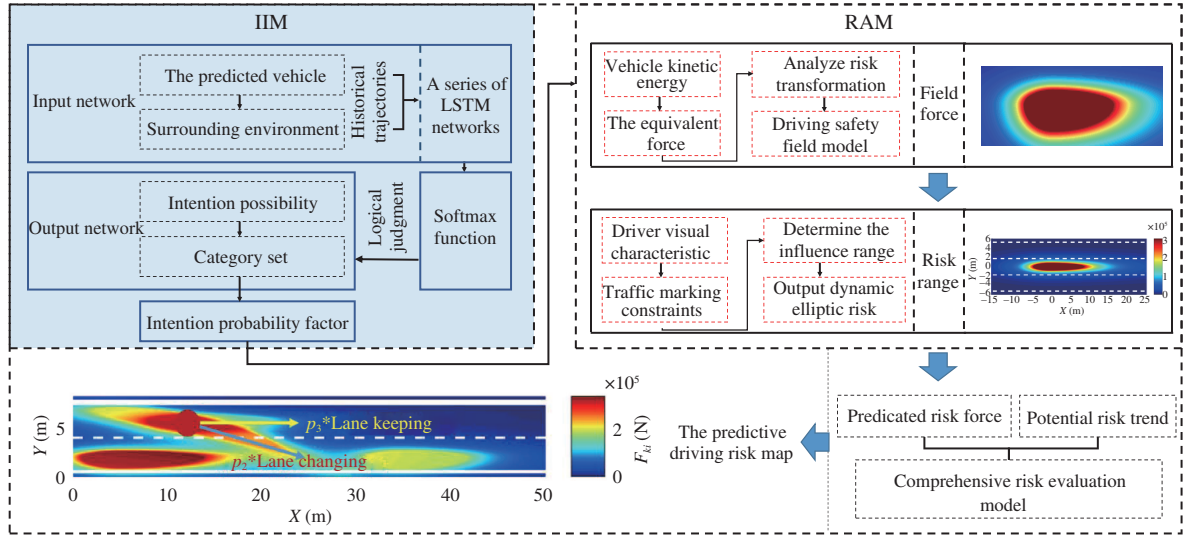 IIM
Input network
The predicted vehicle
Surrounding environment
Historical
trajectories
A series of
LSTM
networks
Output network
Intention possibility
Category set
Logical
judgment
Softmax
function
Intention probability factor
RAM
Vehicle kinetic
energy
The equivalent
force
Analyze risk
transformation
Driving safety
field model
Field
force
Driver visual
characteristic
Traffic marking
constraints
Determine the
influence range
Output dynamic
elliptic risk
Risk
range
Y (m)
6
4
2
0
−2
−4
−6
−15 −10 −5 0 5 10 15 20 25
X (m)
×10⁵
3
2
1
0
Predicated risk force
Potential risk trend
Comprehensive risk evaluation
model
The predictive
driving risk map
Y (m)
5
0
p₃*Lane keeping
p₂*Lane changing
0 10 20 30 40 50
X (m)
×10⁵
2
0
Fₖᵢ (N)